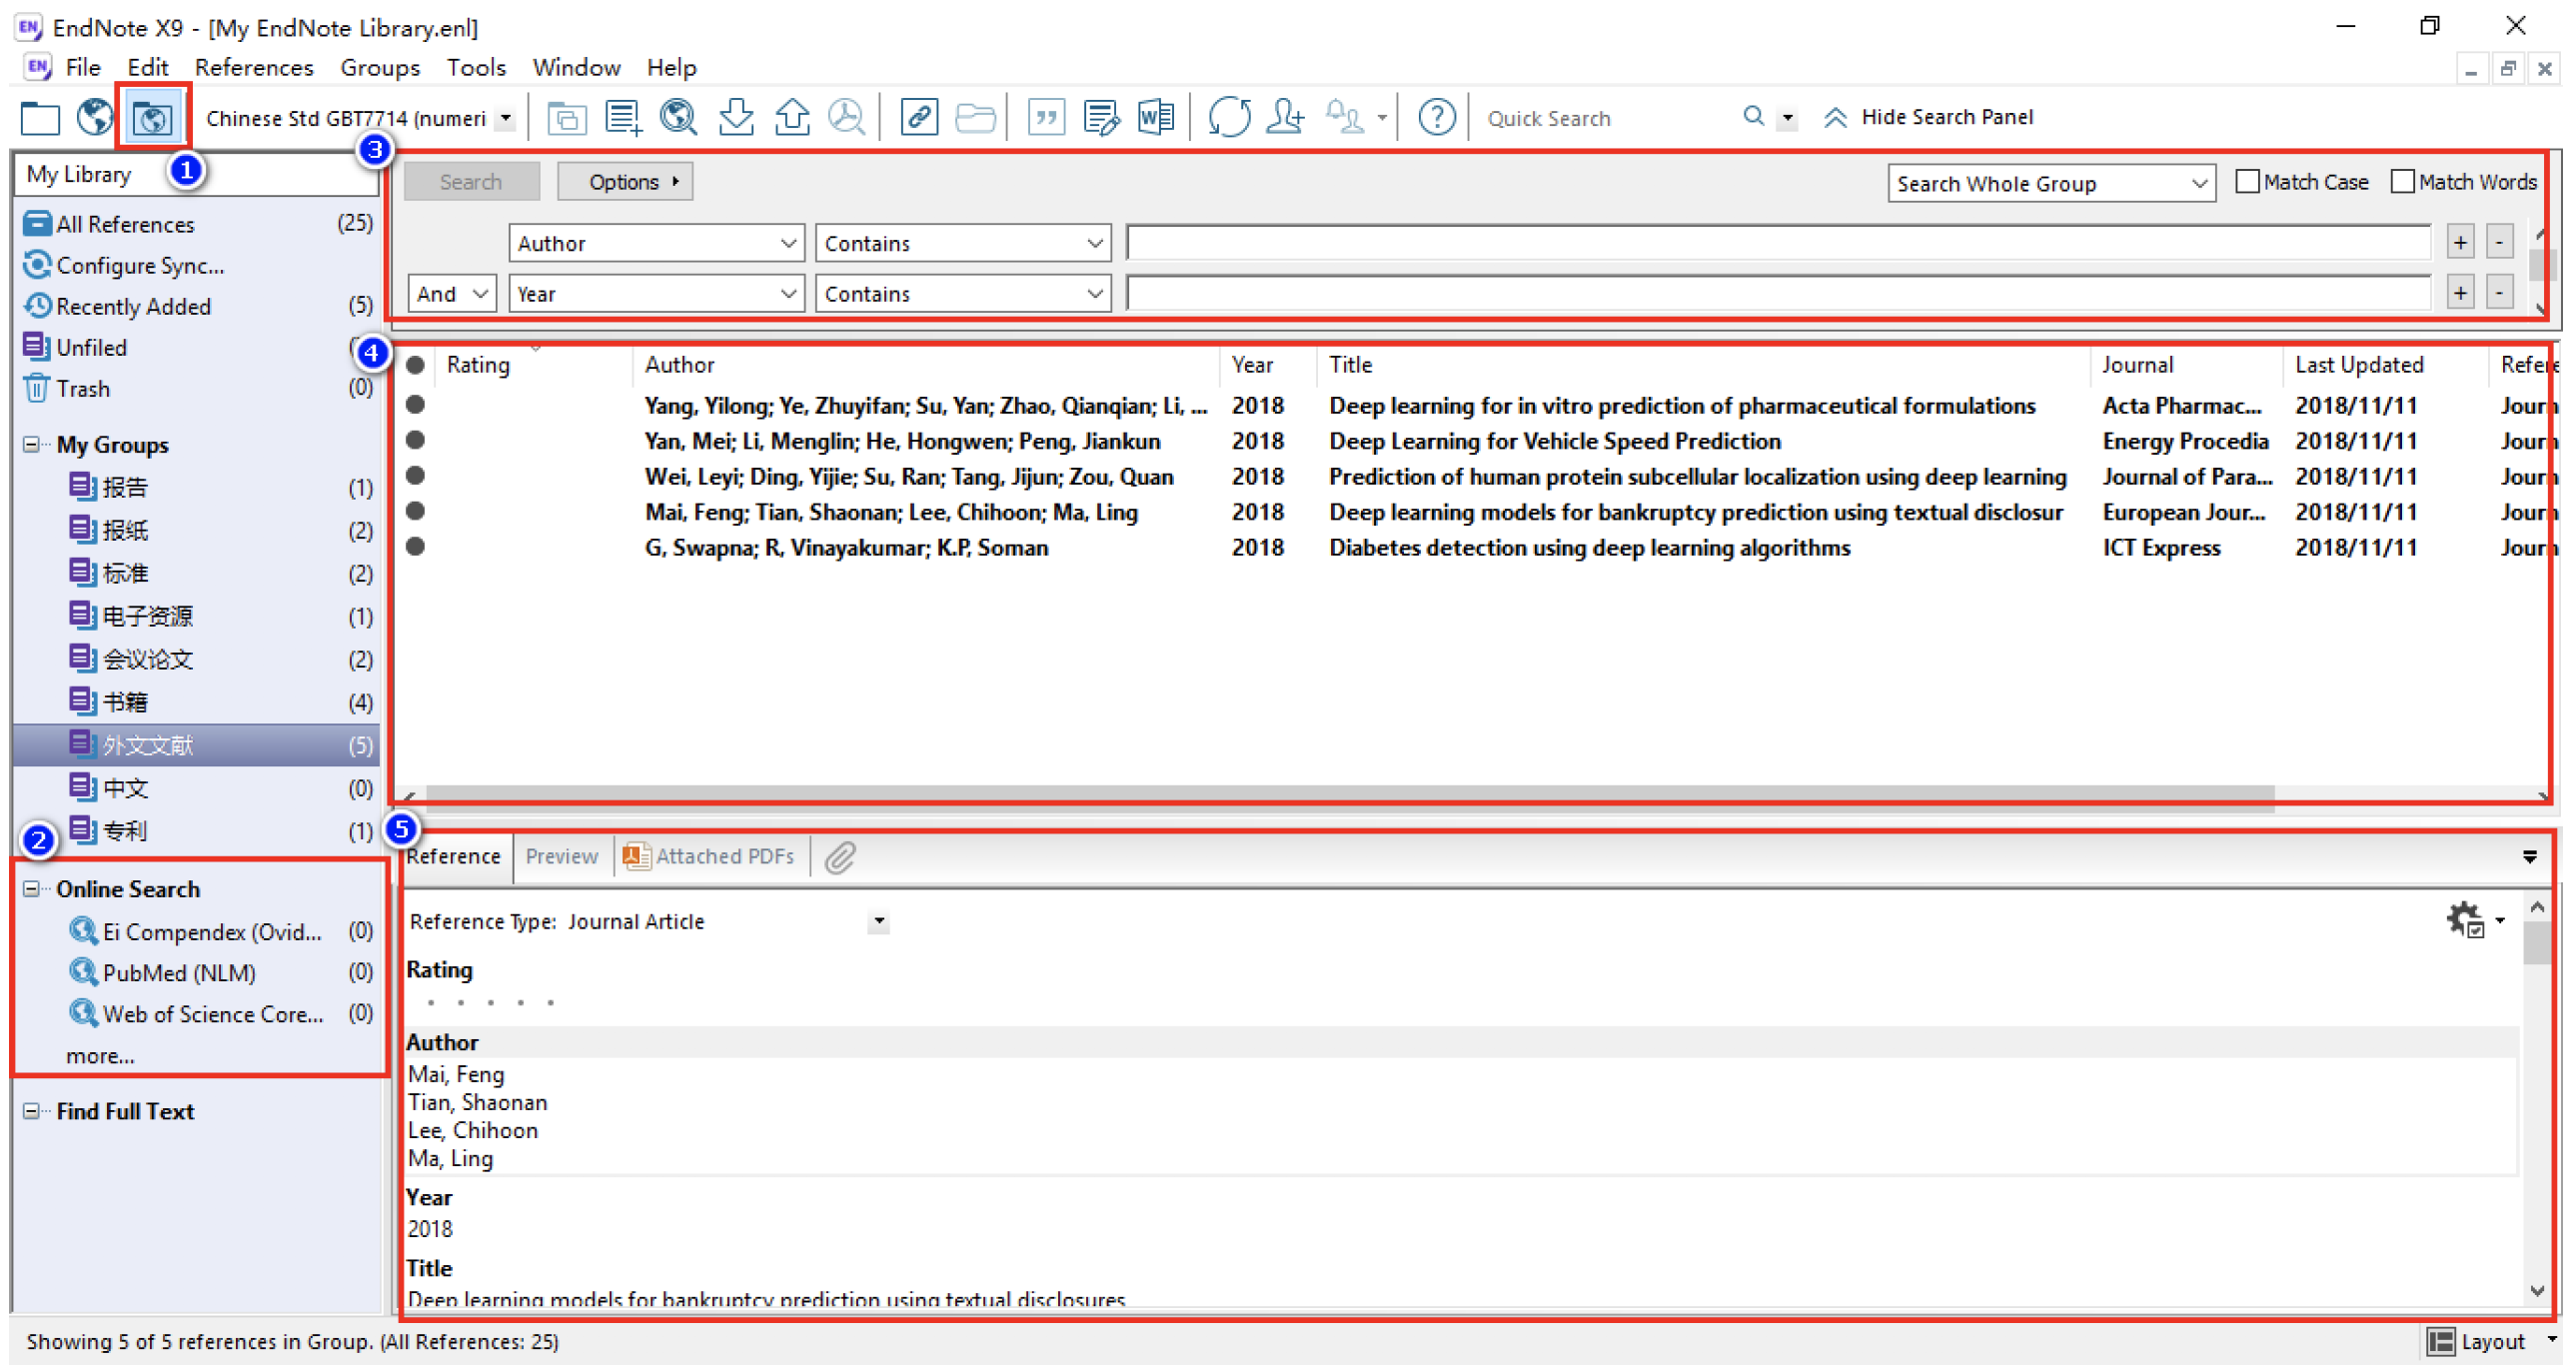 EndNote X9 - [My EndNote Library.enl]
File Edit References Groups Tools Window Help
Chinese Std GBT7714 (numeri
Quick Search
Hide Search Panel
1
3
My Library
All References (25)
Configure Sync...
Recently Added (5)
Unfiled
Trash (0)
My Groups
报告 (1)
报纸 (2)
标准 (2)
电子资源 (1)
会议论文 (2)
书籍 (4)
外文文献 (5)
中文 (0)
专利 (1)
2
Online Search
Ei Compendex (Ovid... (0)
PubMed (NLM) (0)
Web of Science Core... (0)
more...
Find Full Text
Search Options Search Whole Group Match Case Match Words
Author Contains + -
And Year Contains + -
4
Rating Author Year Title Journal Last Updated Refere
Yang, Yilong; Ye, Zhuyifan; Su, Yan; Zhao, Qianqian; Li, ... 2018 Deep learning for in vitro prediction of pharmaceutical formulations Acta Pharmac... 2018/11/11 Journ
Yan, Mei; Li, Menglin; He, Hongwen; Peng, Jiankun 2018 Deep Learning for Vehicle Speed Prediction Energy Procedia 2018/11/11 Journ
Wei, Leyi; Ding, Yijie; Su, Ran; Tang, Jijun; Zou, Quan 2018 Prediction of human protein subcellular localization using deep learning Journal of Para... 2018/11/11 Journ
Mai, Feng; Tian, Shaonan; Lee, Chihoon; Ma, Ling 2018 Deep learning models for bankruptcy prediction using textual disclosur European Jour... 2018/11/11 Journ
G, Swapna; R, Vinayakumar; K.P, Soman 2018 Diabetes detection using deep learning algorithms ICT Express 2018/11/11 Journ
5
Reference Preview Attached PDFs
Reference Type: Journal Article
Rating
Author
Mai, Feng
Tian, Shaonan
Lee, Chihoon
Ma, Ling
Year
2018
Title
Deep learning models for bankruptcy prediction using textual disclosures
Showing 5 of 5 references in Group. (All References: 25)
Layout